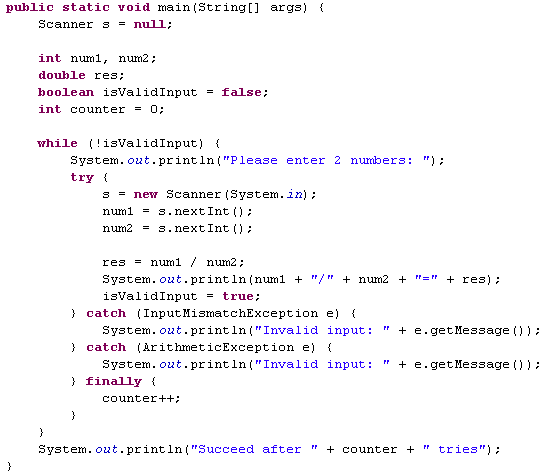 public static void main(String[] args) {
    Scanner s = null;

    int num1, num2;
    double res;
    boolean isValidInput = false;
    int counter = 0;

    while (!isValidInput) {
        System.out.println("Please enter 2 numbers: ");
        try {
            s = new Scanner(System.in);
            num1 = s.nextInt();
            num2 = s.nextInt();

            res = num1 / num2;
            System.out.println(num1 + "/" + num2 + "=" + res);
            isValidInput = true;
        } catch (InputMismatchException e) {
            System.out.println("Invalid input: " + e.getMessage());
        } catch (ArithmeticException e) {
            System.out.println("Invalid input: " + e.getMessage());
        } finally {
            counter++;
        }
    }
    System.out.println("Succeed after " + counter + " tries");
}